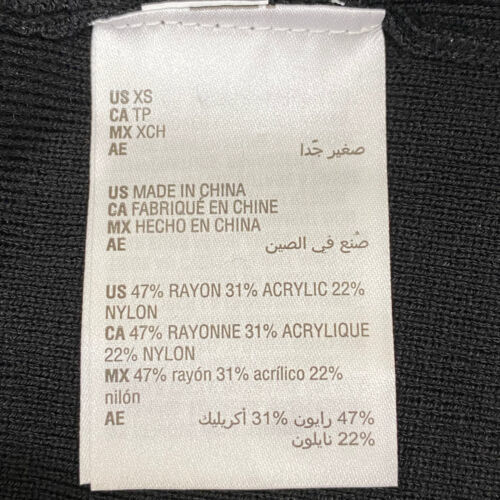 US XS
CA TP
MX XCH
AE صغير جّدا
US MADE IN CHINA
CA FABRIQUÉ EN CHINE
MX HECHO EN CHINA
AE صُنع في الصين
US 47% RAYON 31% ACRYLIC 22%
NYLON
CA 47% RAYONNE 31% ACRYLIQUE
22% NYLON
MX 47% rayón 31% acrílico 22%
nilón
AE 47% رايون 31% أكريليك
22% نايلون